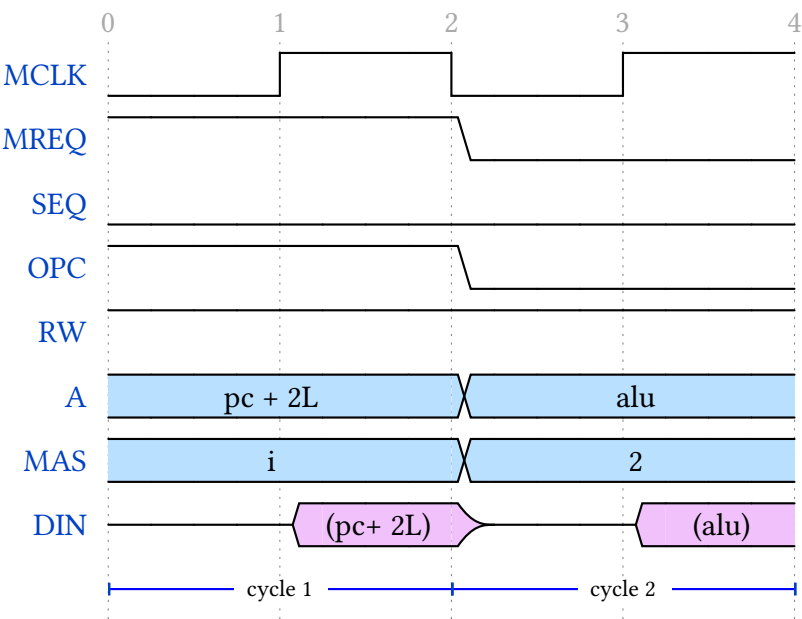 0 1 2 3 4
MCLK
MREQ
SEQ
OPC
RW
A pc + 2L alu
MAS i 2
DIN (pc+ 2L) (alu)
cycle 1 cycle 2